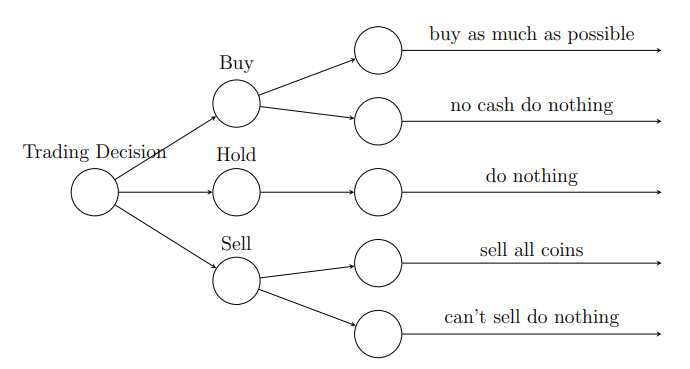 buy as much as possible
Buy
no cash do nothing
Trading Decision
Hold
do nothing
Sell
sell all coins
can't sell do nothing